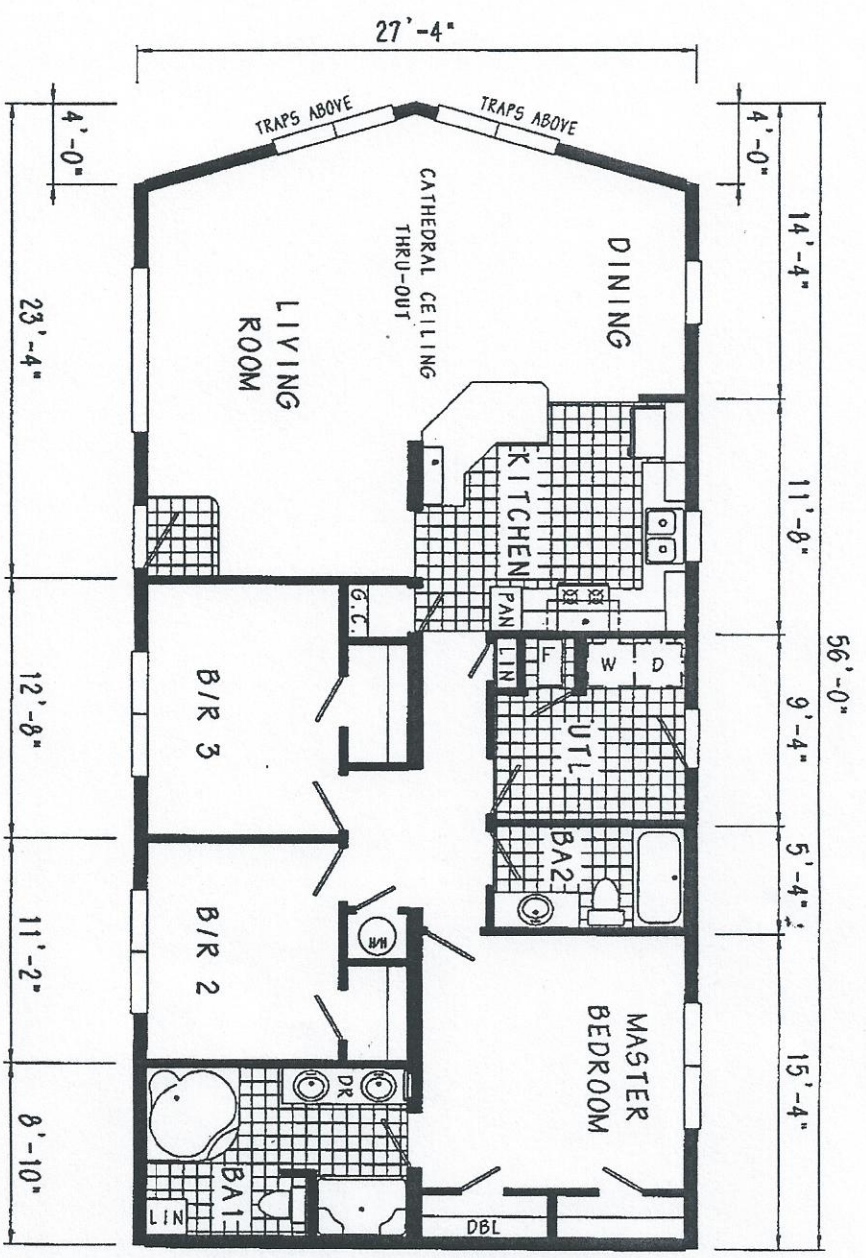 27'-4"
4'-0"
4'-0"
TRAPS ABOVE
TRAPS ABOVE
14'-4"
11'-8"
9'-4"
5'-4"
15'-4"
56'-0"
DINING
CATHEDRAL CEILING
THRU-OUT
LIVING
ROOM
KITCHEN
PAN
G.C.
LIN
F
W
D
UTL
B/R 3
BA2
W/H
B/R 2
MASTER
BEDROOM
DR
BA1
LIN
DBL
23'-4"
12'-8"
11'-2"
8'-10"